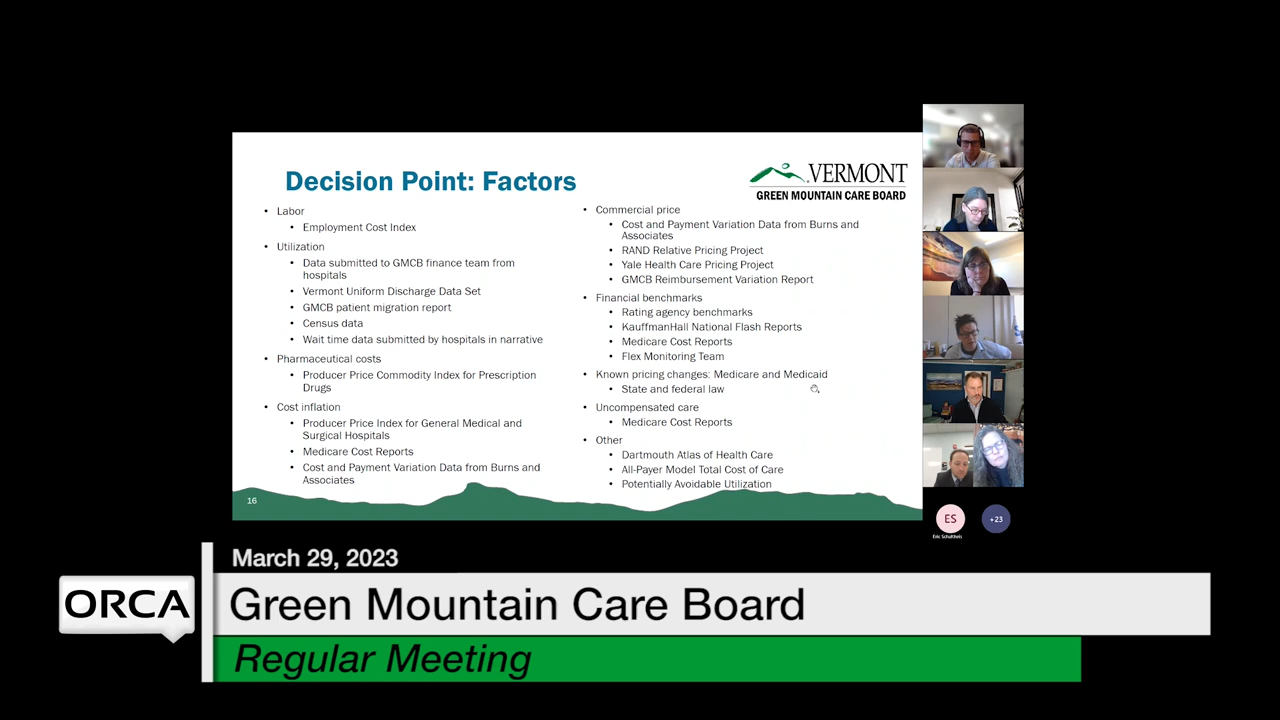 Decision Point: Factors
VERMONT
GREEN MOUNTAIN CARE BOARD
• Labor
• Employment Cost Index
• Utilization
• Data submitted to GMCB finance team from
hospitals
• Vermont Uniform Discharge Data Set
• GMCB patient migration report
• Census data
• Wait time data submitted by hospitals in narrative
• Pharmaceutical costs
• Producer Price Commodity Index for Prescription
Drugs
• Cost inflation
• Producer Price Index for General Medical and
Surgical Hospitals
• Medicare Cost Reports
• Cost and Payment Variation Data from Burns and
Associates
• Commercial price
• Cost and Payment Variation Data from Burns and
Associates
• RAND Relative Pricing Project
• Yale Health Care Pricing Project
• GMCB Reimbursement Variation Report
• Financial benchmarks
• Rating agency benchmarks
• KauffmanHall National Flash Reports
• Medicare Cost Reports
• Flex Monitoring Team
• Known pricing changes: Medicare and Medicaid
• State and federal law
• Uncompensated care
• Medicare Cost Reports
• Other
• Dartmouth Atlas of Health Care
• All-Payer Model Total Cost of Care
• Potentially Avoidable Utilization
16
ES
+23
Eric Schultheis
March 29, 2023
ORCA
Green Mountain Care Board
Regular Meeting